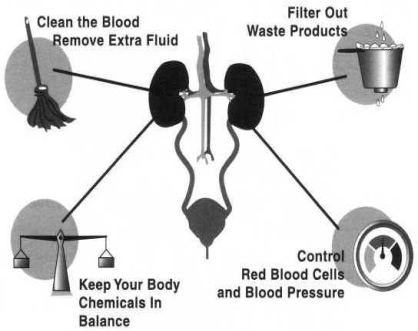 Clean the Blood
Remove Extra Fluid
Filter Out
Waste Products
Keep Your Body
Chemicals In
Balance
Control
Red Blood Cells
and Blood Pressure